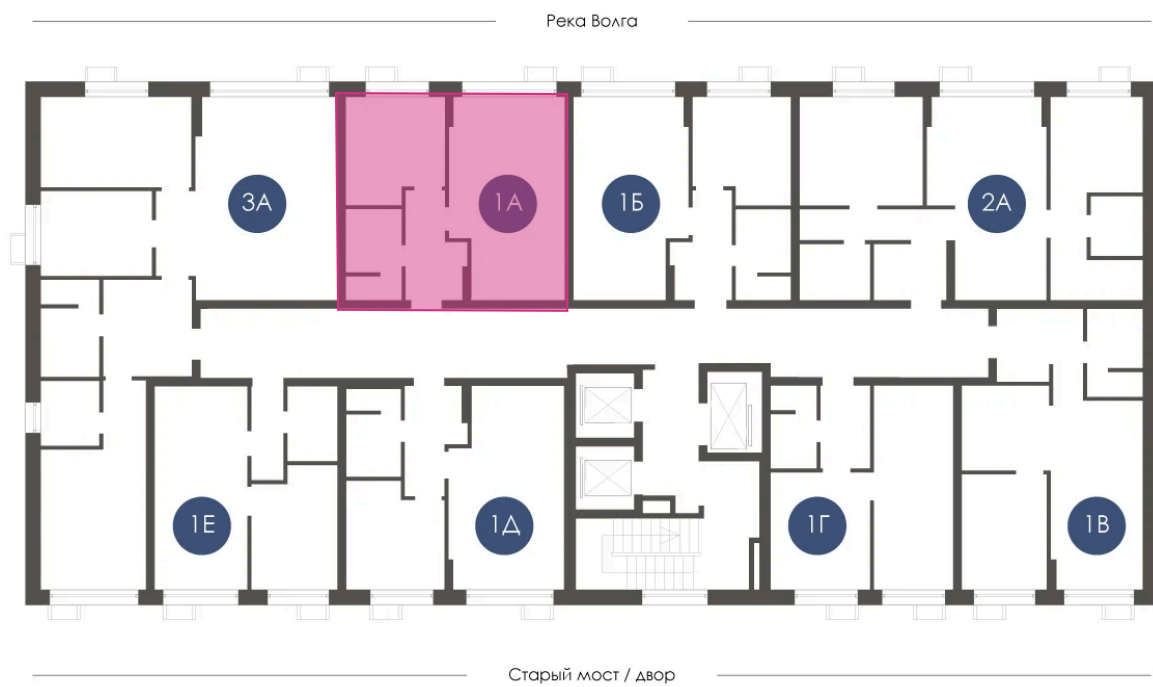 Река Волга
3А
1А
1Б
2А
1Е
1Д
1Г
1В
Старый мост / двор